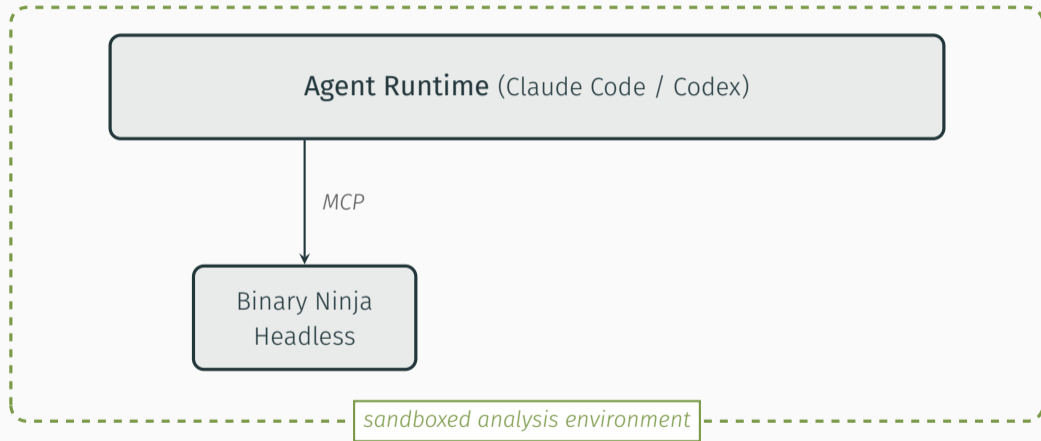 Agent Runtime (Claude Code / Codex)
MCP
Binary Ninja
Headless
sandboxed analysis environment